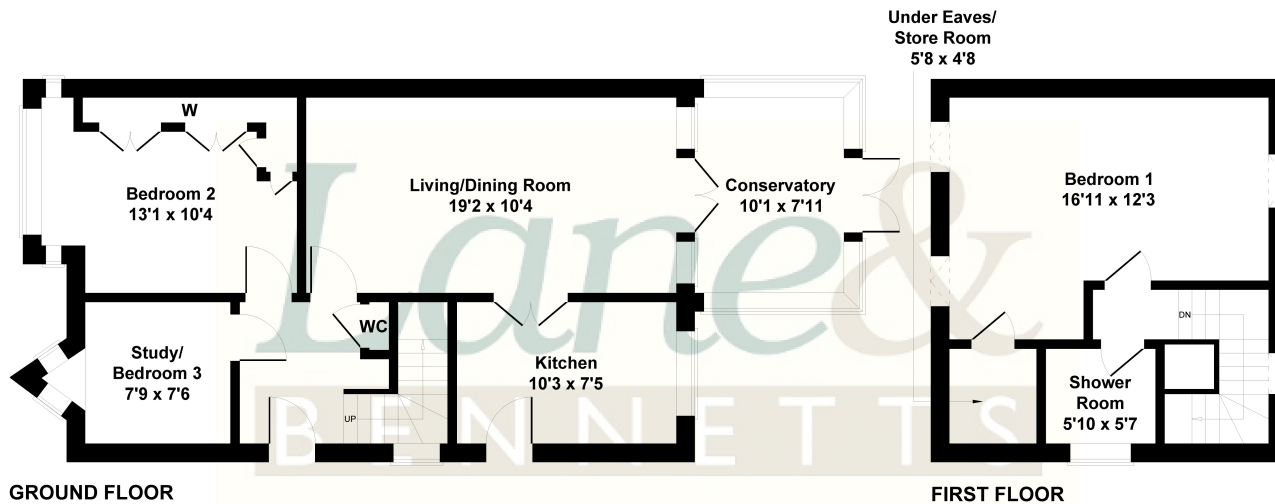 Under Eaves/
Store Room
5'8 x 4'8
W
Bedroom 2
13'1 x 10'4
Living/Dining Room
19'2 x 10'4
Conservatory
10'1 x 7'11
Bedroom 1
16'11 x 12'3
WC
Study/
Bedroom 3
7'9 x 7'6
Kitchen
10'3 x 7'5
UP
DN
Shower
Room
5'10 x 5'7
Lane&
BENNETTS
GROUND FLOOR
FIRST FLOOR